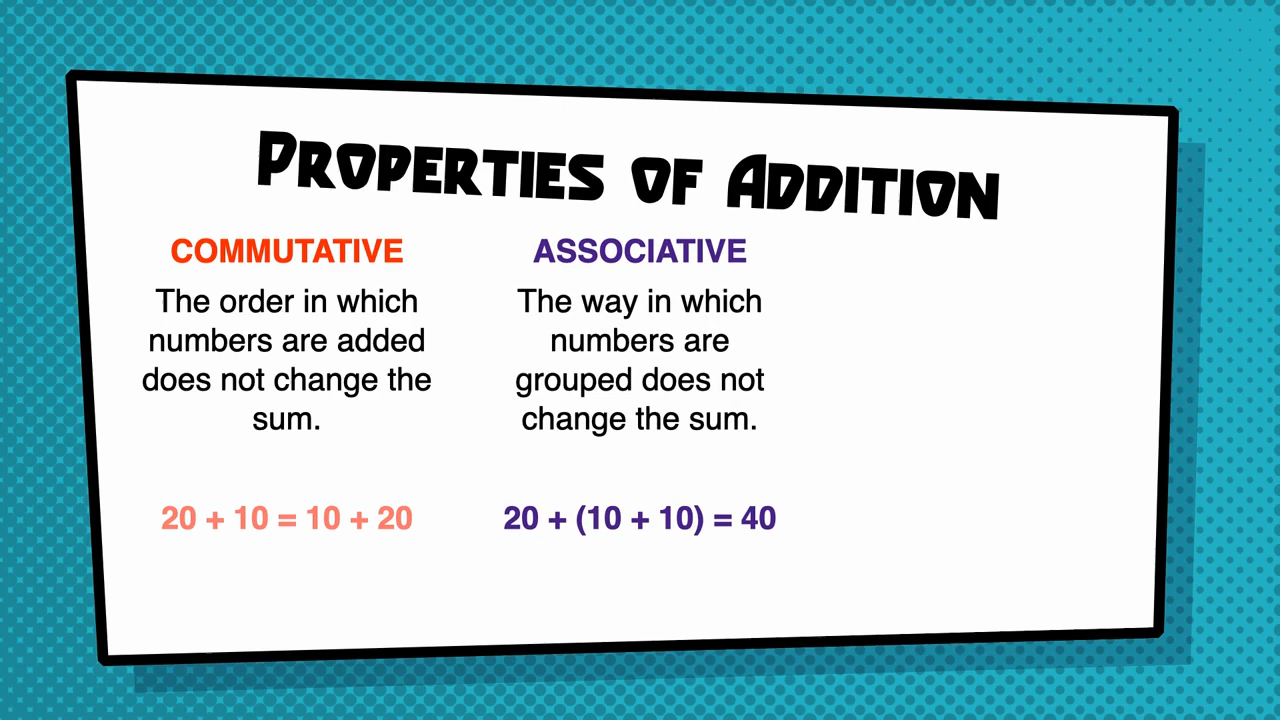 PROPERTIES OF ADDITION
COMMUTATIVE
The order in which
numbers are added
does not change the
sum.
20 + 10 = 10 + 20
ASSOCIATIVE
The way in which
numbers are
grouped does not
change the sum.
20 + (10 + 10) = 40